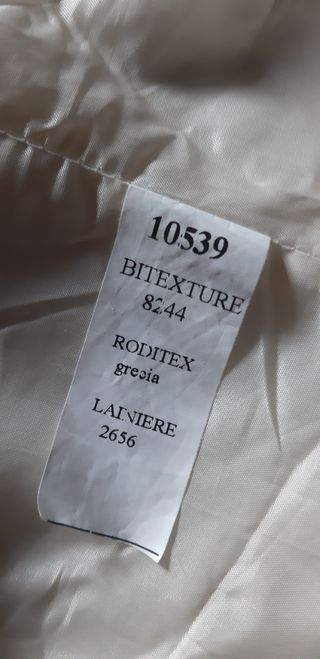 10539
BITEXTURE
8244
RODITEX
grecia
LAINIERE
2656